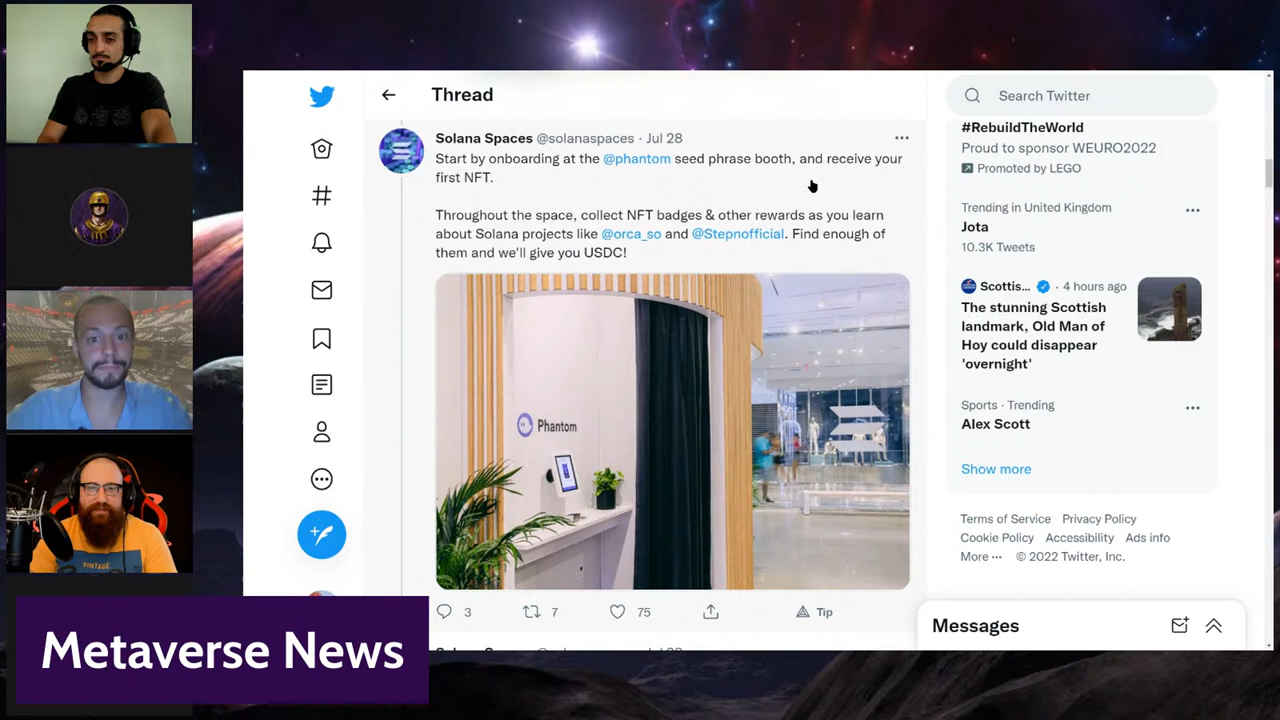 Thread
Solana Spaces @solanaspaces · Jul 28
Start by onboarding at the @phantom seed phrase booth, and receive your
first NFT.
Throughout the space, collect NFT badges & other rewards as you learn
about Solana projects like @orca_so and @Stepnofficial. Find enough of
them and we'll give you USDC!
Phantom
3
7
75
Tip
Search Twitter
#RebuildTheWorld
Proud to sponsor WEURO2022
Promoted by LEGO
Trending in United Kingdom
Jota
10.3K Tweets
Scottis... · 4 hours ago
The stunning Scottish
landmark, Old Man of
Hoy could disappear
'overnight'
Sports · Trending
Alex Scott
Show more
Terms of Service Privacy Policy
Cookie Policy Accessibility Ads info
More ··· © 2022 Twitter, Inc.
Messages
VINTAGE
Metaverse News